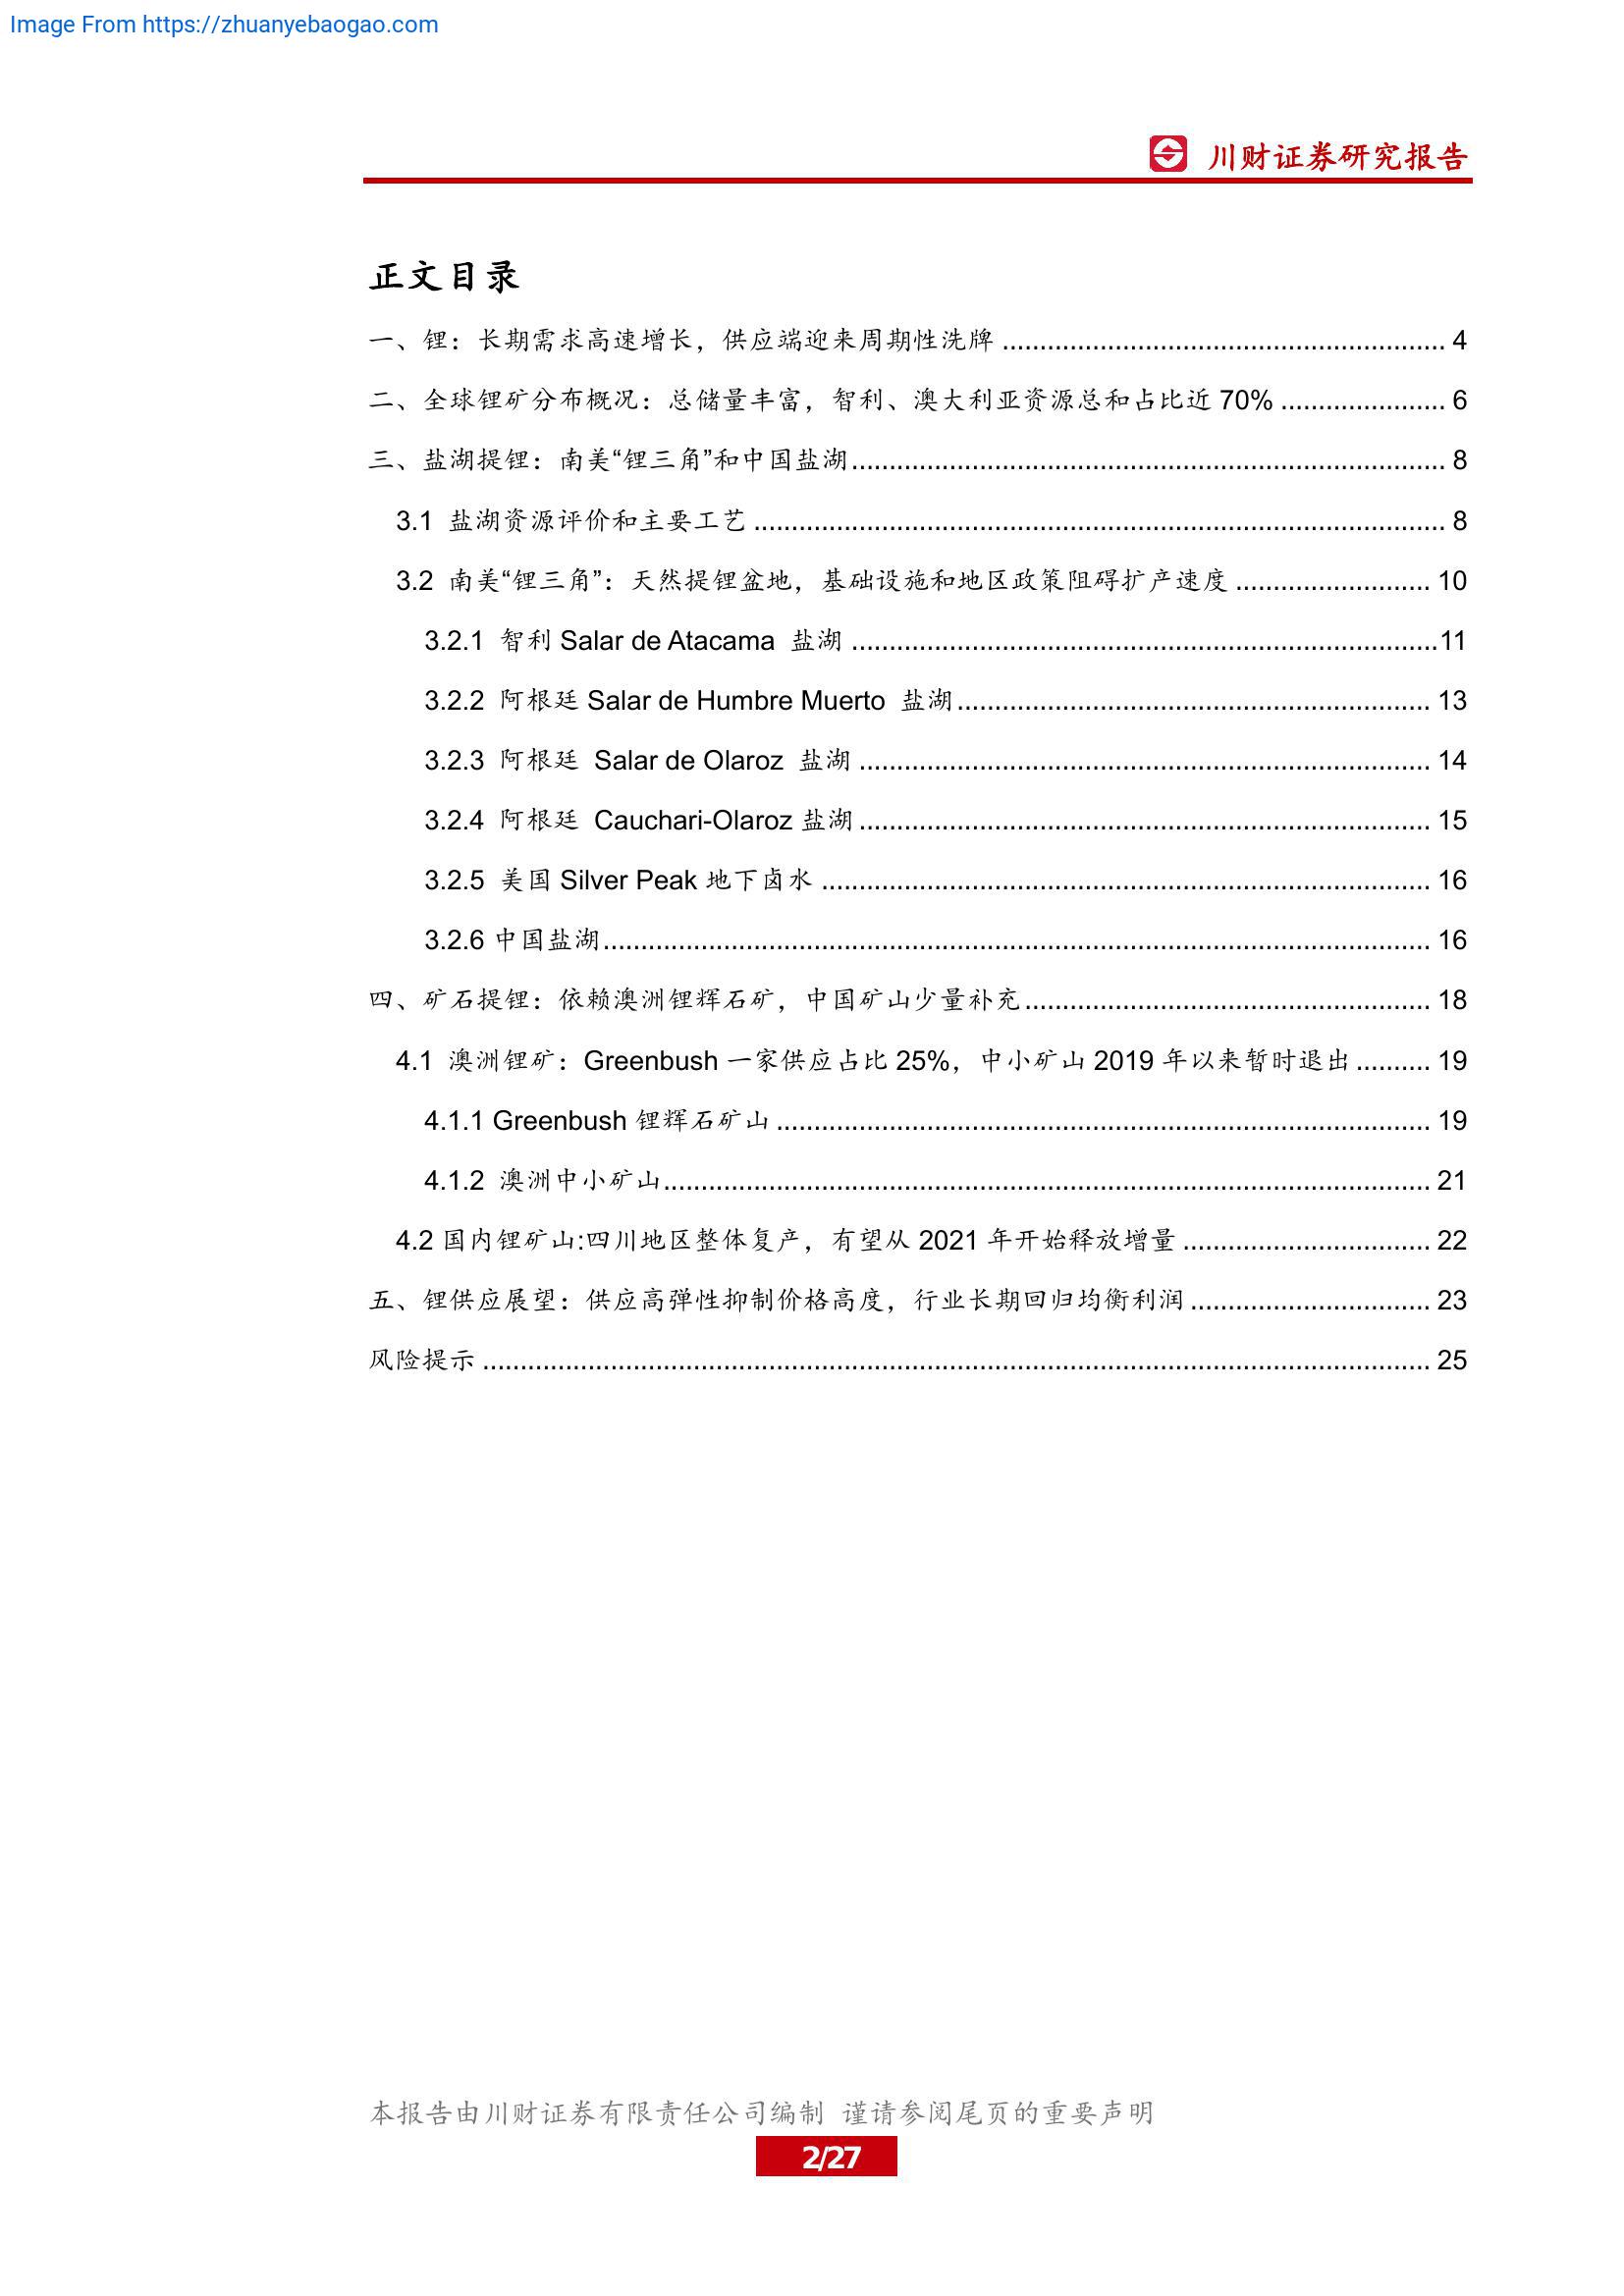 Image From https://zhuanyebaogao.com
川财证券研究报告
正文目录
一、锂：长期需求高速增长，供应端迎来周期性洗牌 ........................................................... 4
二、全球锂矿分布概况：总储量丰富，智利、澳大利亚资源总和占比近 70% ...................... 6
三、盐湖提锂：南美“锂三角”和中国盐湖............................................................................... 8
3.1 盐湖资源评价和主要工艺 ............................................................................................ 8
3.2 南美“锂三角”：天然提锂盆地，基础设施和地区政策阻碍扩产速度 .......................... 10
3.2.1 智利 Salar de Atacama 盐湖 ..............................................................................11
3.2.2 阿根廷 Salar de Humbre Muerto 盐湖............................................................... 13
3.2.3 阿根廷 Salar de Olaroz 盐湖 ............................................................................ 14
3.2.4 阿根廷 Cauchari-Olaroz 盐湖............................................................................ 15
3.2.5 美国 Silver Peak 地下卤水 ................................................................................. 16
3.2.6 中国盐湖.............................................................................................................. 16
四、矿石提锂：依赖澳洲锂辉石矿，中国矿山少量补充...................................................... 18
4.1 澳洲锂矿：Greenbush 一家供应占比 25%，中小矿山 2019 年以来暂时退出 .......... 19
4.1.1 Greenbush 锂辉石矿山 ....................................................................................... 19
4.1.2 澳洲中小矿山...................................................................................................... 21
4.2 国内锂矿山:四川地区整体复产，有望从 2021 年开始释放增量 ................................. 22
五、锂供应展望：供应高弹性抑制价格高度，行业长期回归均衡利润 ................................ 23
风险提示 .............................................................................................................................. 25
本报告由川财证券有限责任公司编制 谨请参阅尾页的重要声明
2/27